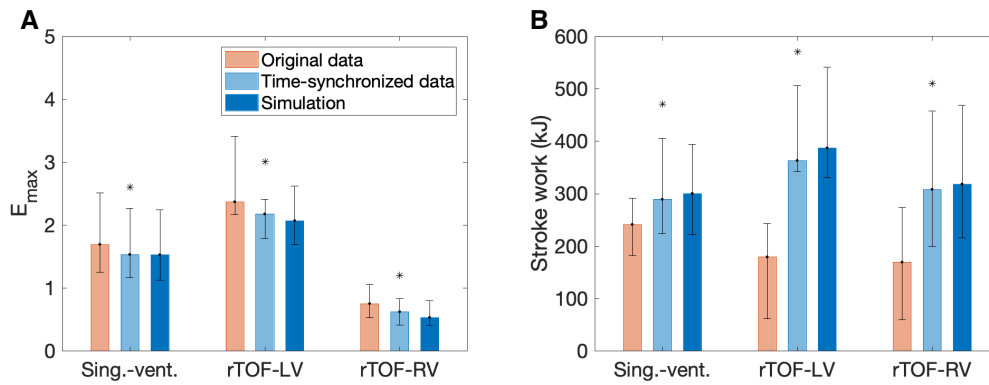 A
5
4
3
2
1
0
E_max
Original data
Time-synchronized data
Simulation
*
*
*
Sing.-vent.
rTOF-LV
rTOF-RV
B
600
500
400
300
200
100
0
Stroke work (kJ)
*
*
*
Sing.-vent.
rTOF-LV
rTOF-RV